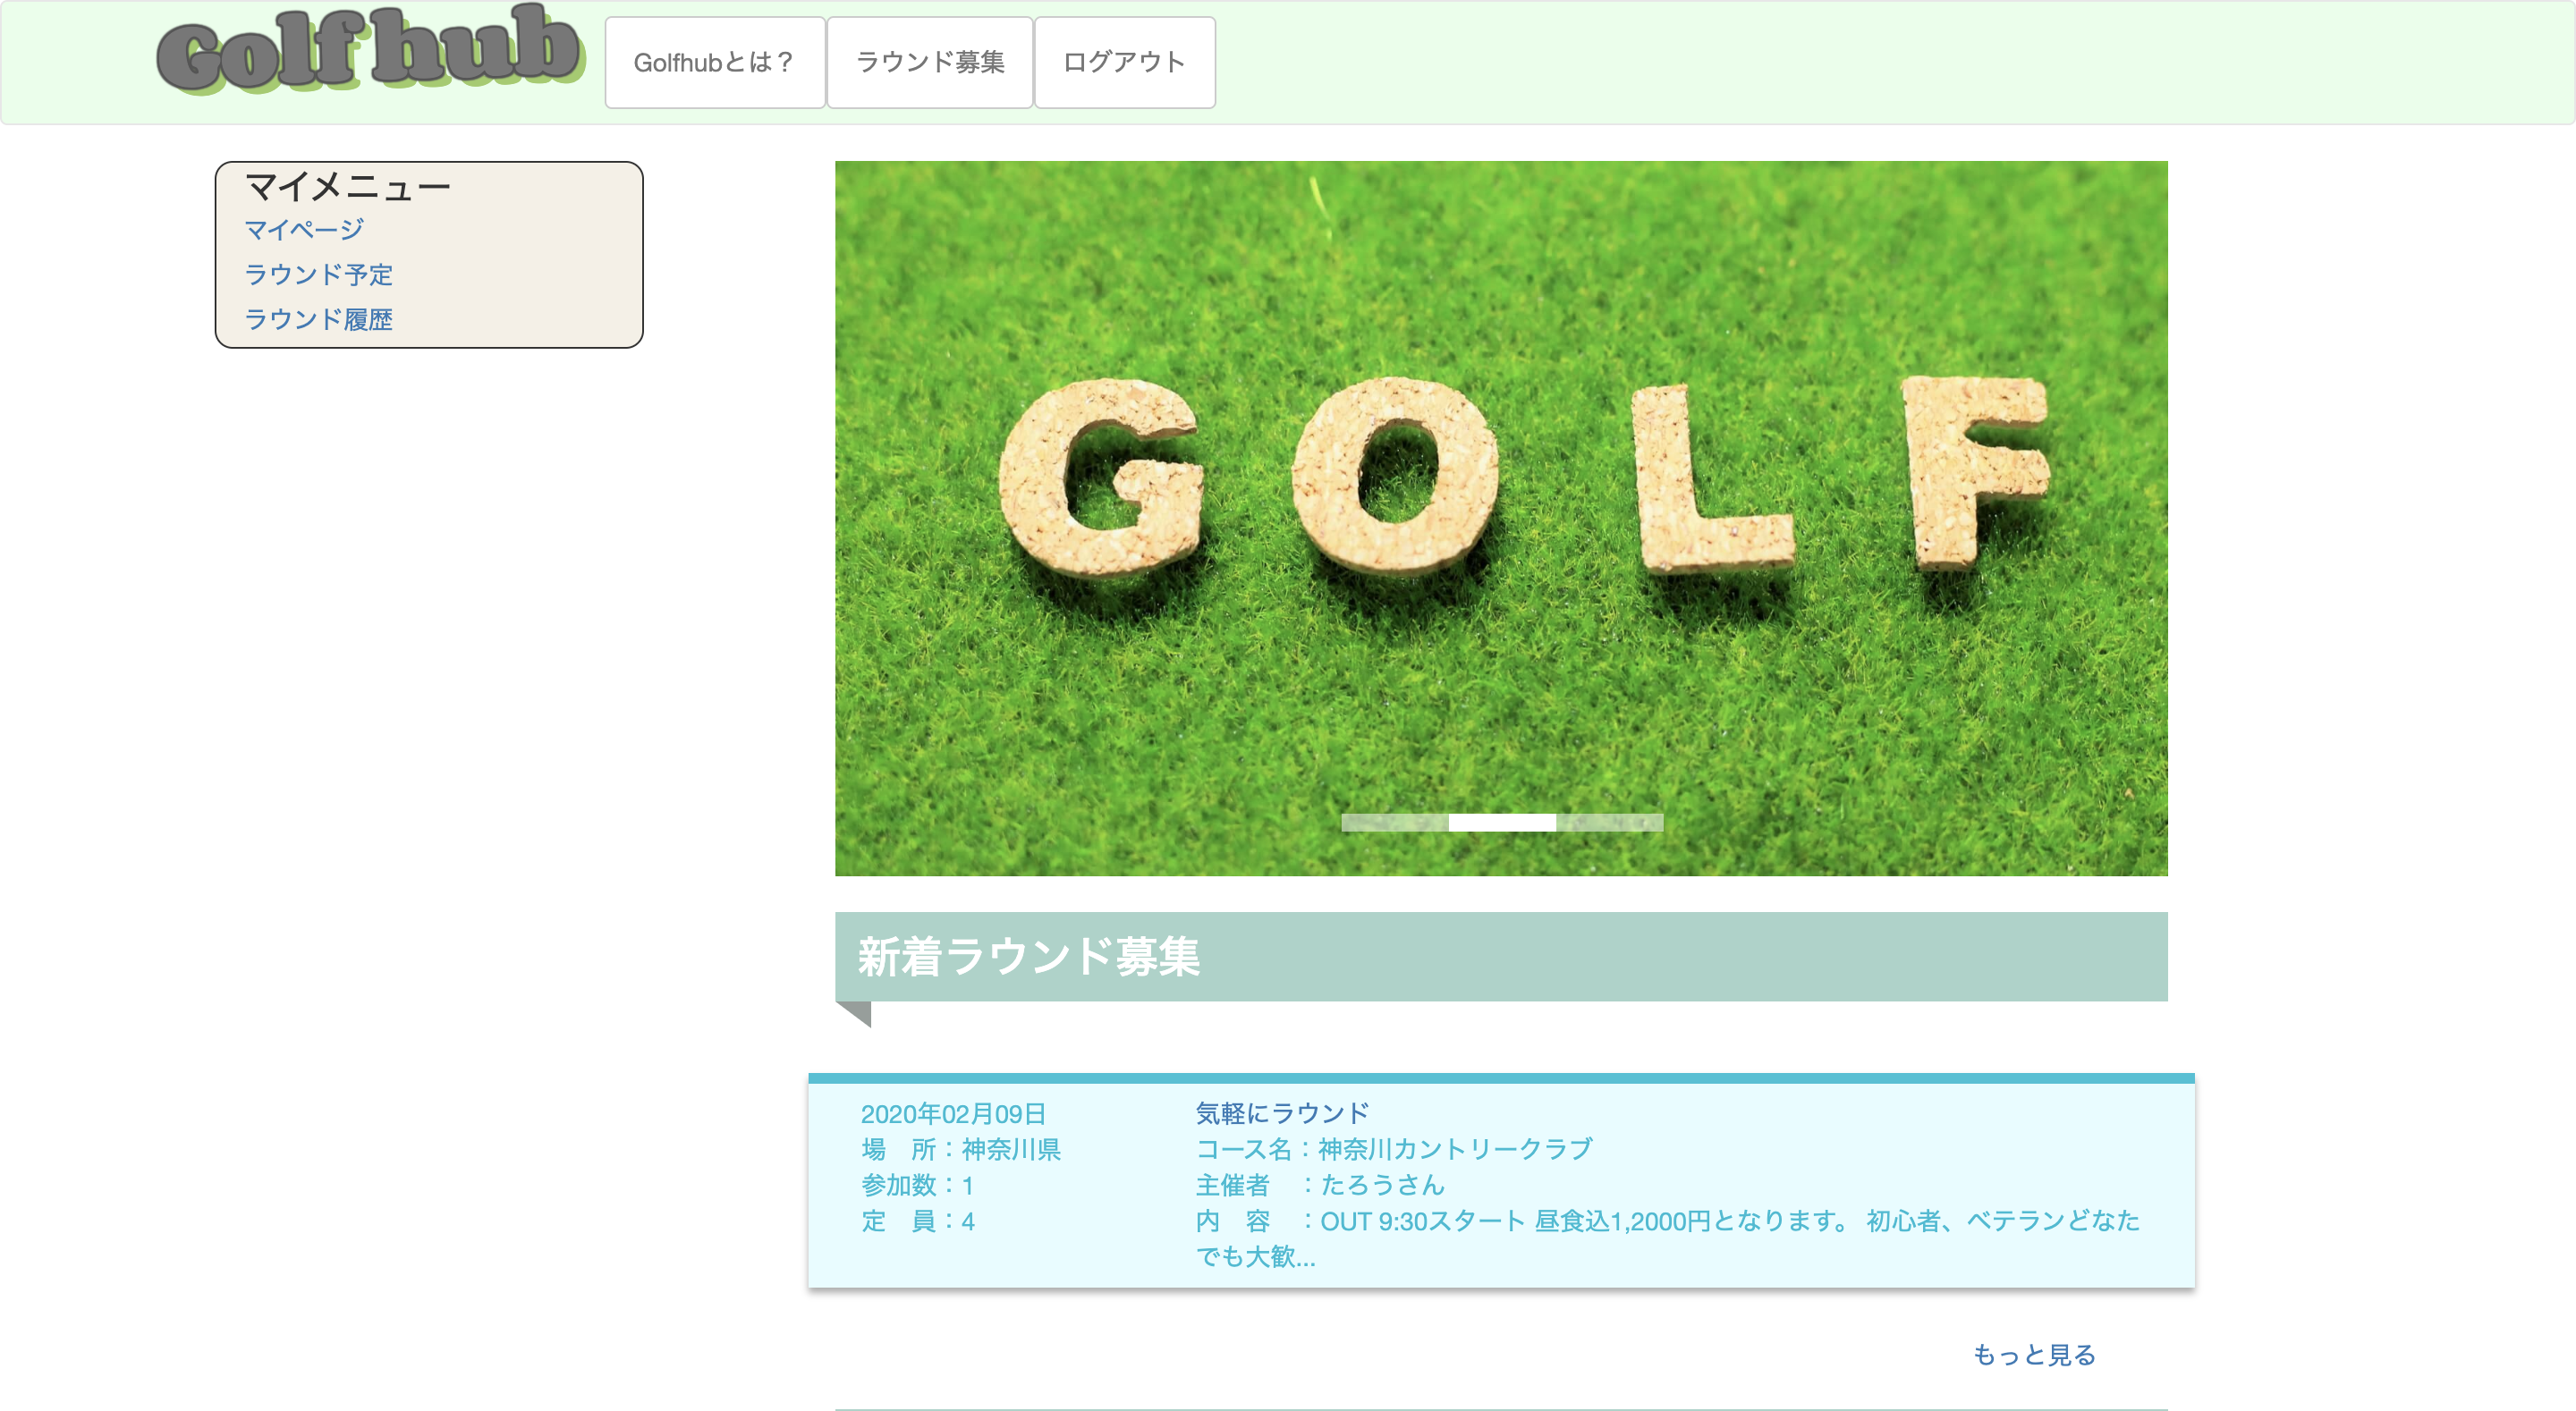 Golf hub
Golfhubとは？
ラウンド募集
ログアウト
マイメニュー
マイページ
ラウンド予定
ラウンド履歴
GOLF
新着ラウンド募集
2020年02月09日
場　所：神奈川県
参加数：1
定　員：4
気軽にラウンド
コース名：神奈川カントリークラブ
主催者　：たろうさん
内　容　：OUT 9:30スタート 昼食込1,2000円となります。 初心者、ベテランどなた
でも大歓...
もっと見る